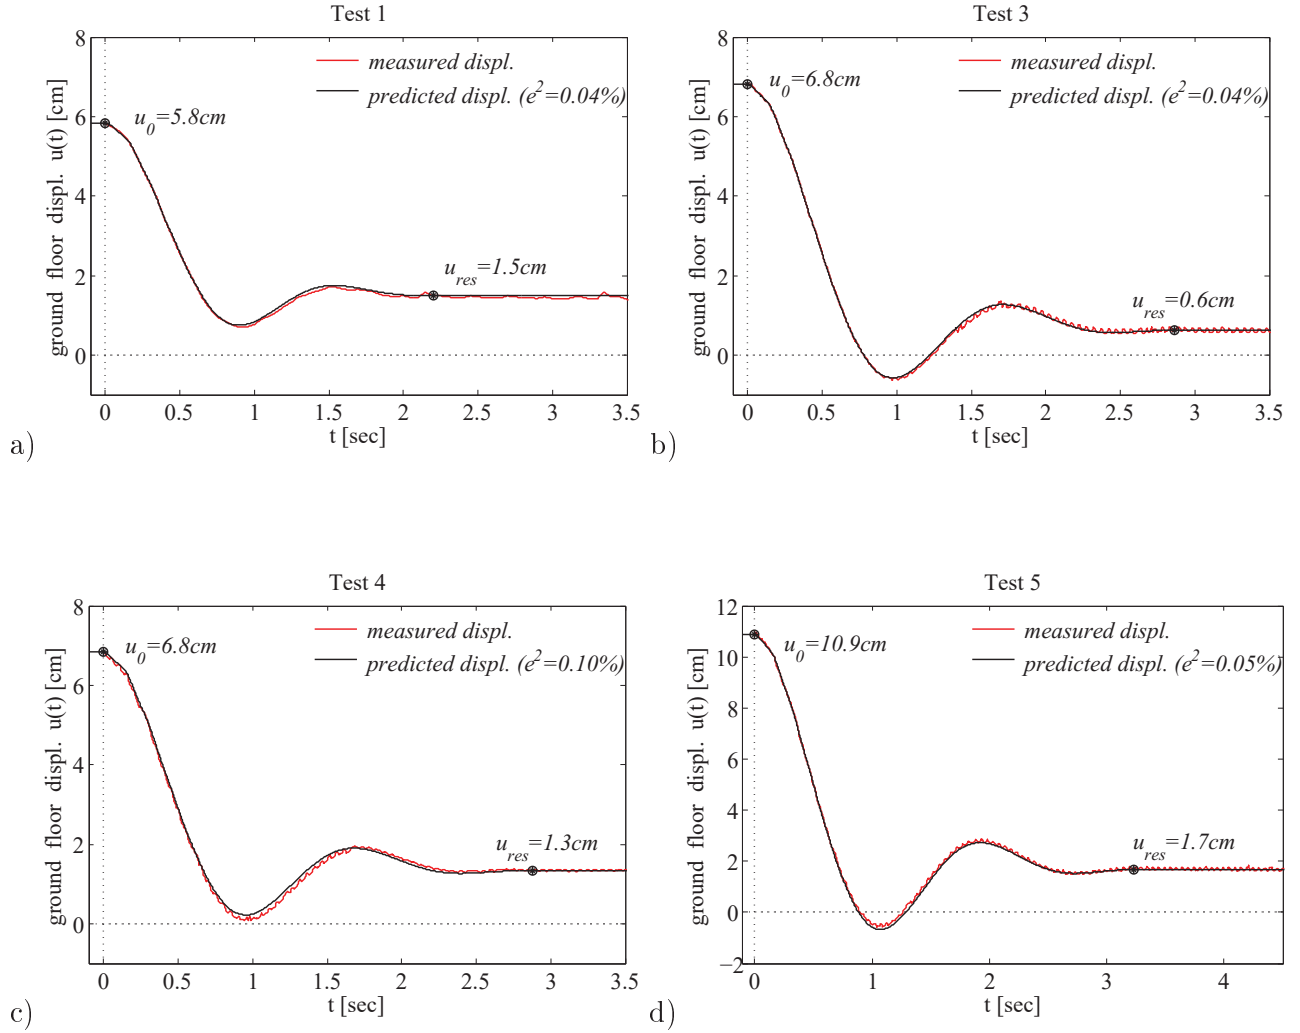 Test 1
8
6
4
2
0
ground floor displ. u(t) [cm]
measured displ.
predicted displ. (e²=0.04%)
u₀=5.8cm
u_res=1.5cm
0 0.5 1 1.5 2 2.5 3 3.5
t [sec]
a)
Test 3
8
6
4
2
0
ground floor displ. u(t) [cm]
measured displ.
predicted displ. (e²=0.04%)
u₀=6.8cm
u_res=0.6cm
0 0.5 1 1.5 2 2.5 3 3.5
t [sec]
b)
Test 4
8
6
4
2
0
ground floor displ. u(t) [cm]
measured displ.
predicted displ. (e²=0.10%)
u₀=6.8cm
u_res=1.3cm
0 0.5 1 1.5 2 2.5 3 3.5
t [sec]
c)
Test 5
12
10
8
6
4
2
0
−2
ground floor displ. u(t) [cm]
measured displ.
predicted displ. (e²=0.05%)
u₀=10.9cm
u_res=1.7cm
0 1 2 3 4
t [sec]
d)